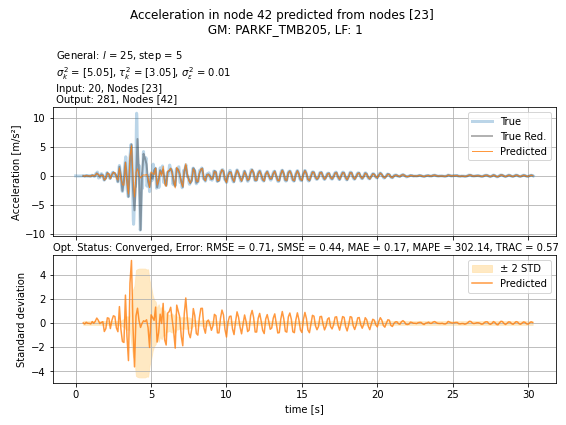 Acceleration in node 42 predicted from nodes [23]
GM: PARKF_TMB205, LF: 1
General: l = 25, step = 5
σ²ₖ = [5.05], τ²ₖ = [3.05], σ²ε = 0.01
Input: 20, Nodes [23]
Output: 281, Nodes [42]
Acceleration [m/s²]
10
5
0
−5
−10
True
True Red.
Predicted
Opt. Status: Converged, Error: RMSE = 0.71, SMSE = 0.44, MAE = 0.17, MAPE = 302.14, TRAC = 0.57
Standard deviation
4
2
0
−2
−4
± 2 STD
Predicted
0 5 10 15 20 25 30
time [s]